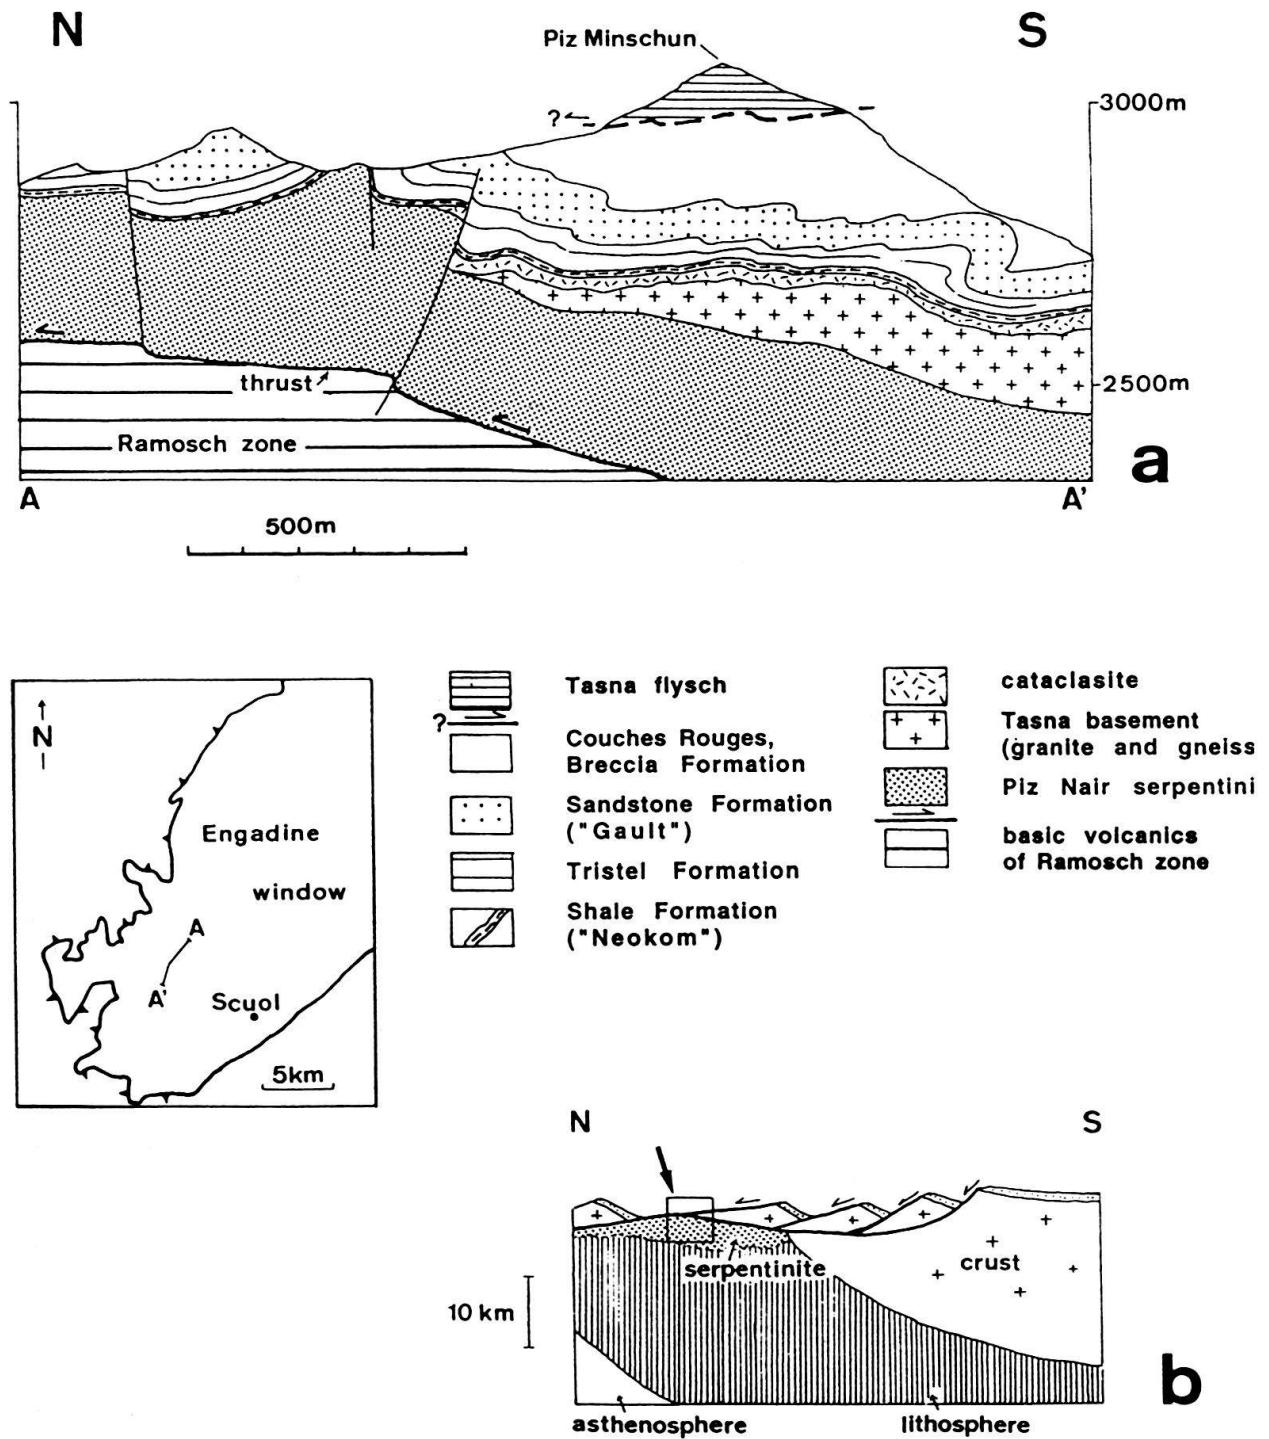 N
S
Piz Minschun
?
3000m
thrust
2500m
Ramosch zone
a
A
A'
500m
N
Engadine
window
A
A'
Scuol
5km
Tasna flysch
?
Couches Rouges,
Breccia Formation
Sandstone Formation
("Gault")
Tristel Formation
Shale Formation
("Neokom")
cataclasite
Tasna basement
(granite and gneiss
Piz Nair serpentini
basic volcanics
of Ramosch zone
N
S
serpentinite
crust
10 km
b
asthenosphere
lithosphere